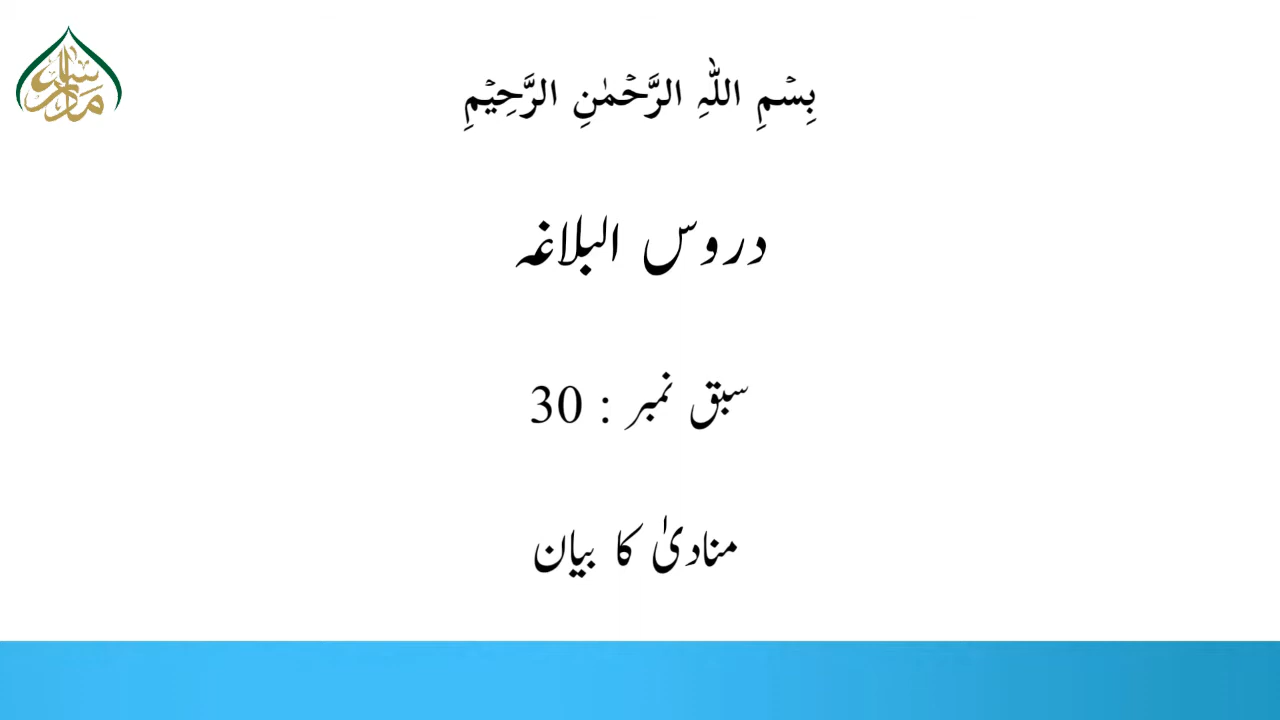 بِسۡمِ اللّٰہِ الرَّحۡمٰنِ الرَّحِیۡمِ
دروس البلاغہ
سبق نمبر : 30
منادیٰ کا بیان